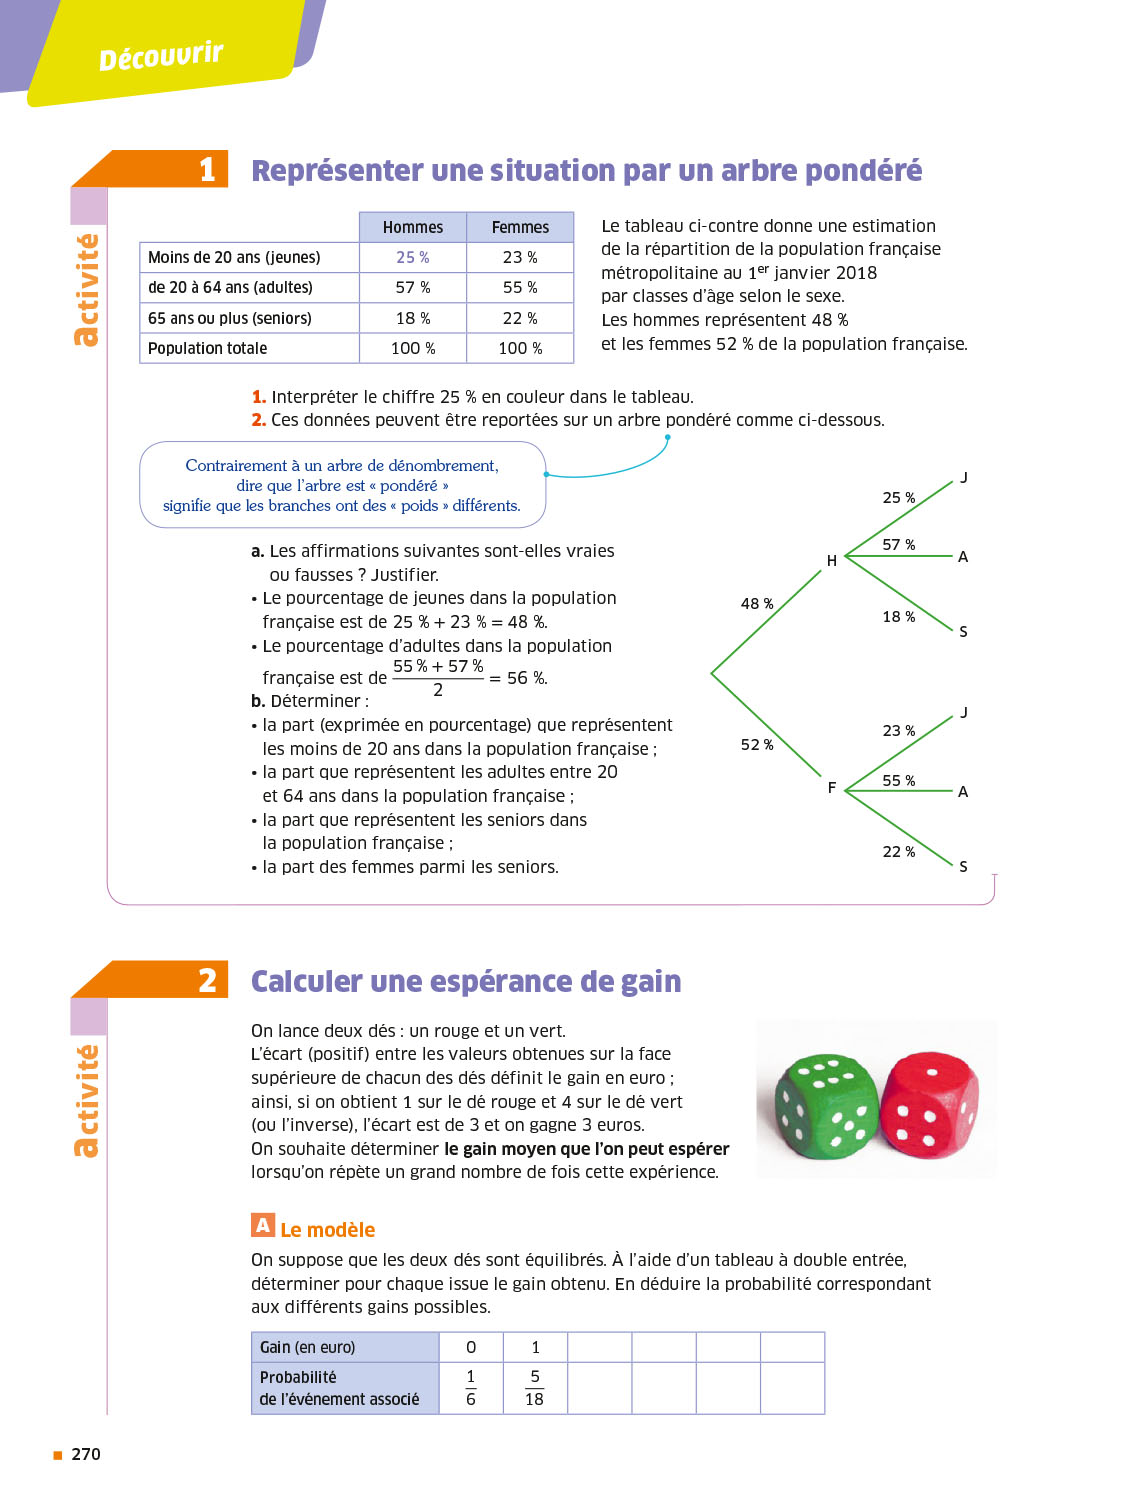 Découvrir
1 Représenter une situation par un arbre pondéré
activité
Hommes Femmes
Moins de 20 ans (jeunes) 25 % 23 %
de 20 à 64 ans (adultes) 57 % 55 %
65 ans ou plus (seniors) 18 % 22 %
Population totale 100 % 100 %
Le tableau ci-contre donne une estimation
de la répartition de la population française
métropolitaine au 1er janvier 2018
par classes d’âge selon le sexe.
Les hommes représentent 48 %
et les femmes 52 % de la population française.
1. Interpréter le chiffre 25 % en couleur dans le tableau.
2. Ces données peuvent être reportées sur un arbre pondéré comme ci-dessous.
Contrairement à un arbre de dénombrement,
dire que l’arbre est « pondéré »
signifie que les branches ont des « poids » différents.
a. Les affirmations suivantes sont-elles vraies
ou fausses ? Justifier.
• Le pourcentage de jeunes dans la population
française est de 25 % + 23 % = 48 %.
• Le pourcentage d’adultes dans la population
française est de (55 % + 57 %)/2 = 56 %.
b. Déterminer :
• la part (exprimée en pourcentage) que représentent
les moins de 20 ans dans la population française ;
• la part que représentent les adultes entre 20
et 64 ans dans la population française ;
• la part que représentent les seniors dans
la population française ;
• la part des femmes parmi les seniors.
J
25 %
57 %
H A
48 %
18 %
S
J
23 %
52 %
55 %
F A
22 %
S
2 Calculer une espérance de gain
activité
On lance deux dés : un rouge et un vert.
L’écart (positif) entre les valeurs obtenues sur la face
supérieure de chacun des dés définit le gain en euro ;
ainsi, si on obtient 1 sur le dé rouge et 4 sur le dé vert
(ou l’inverse), l’écart est de 3 et on gagne 3 euros.
On souhaite déterminer le gain moyen que l’on peut espérer
lorsqu’on répète un grand nombre de fois cette expérience.
A Le modèle
On suppose que les deux dés sont équilibrés. À l’aide d’un tableau à double entrée,
déterminer pour chaque issue le gain obtenu. En déduire la probabilité correspondant
aux différents gains possibles.
Gain (en euro) 0 1
Probabilité
de l’événement associé 1/6 5/18
270